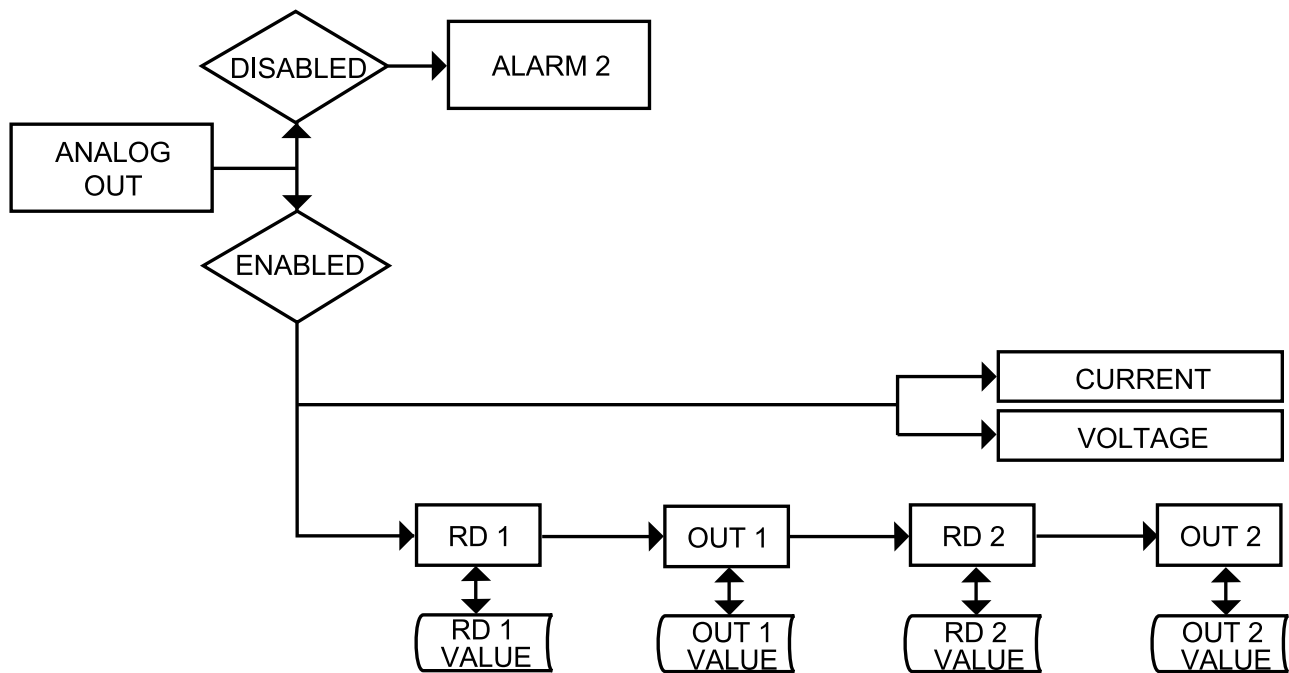 DISABLED
ALARM 2
ANALOG
OUT
ENABLED
CURRENT
VOLTAGE
RD 1
OUT 1
RD 2
OUT 2
RD 1
VALUE
OUT 1
VALUE
RD 2
VALUE
OUT 2
VALUE